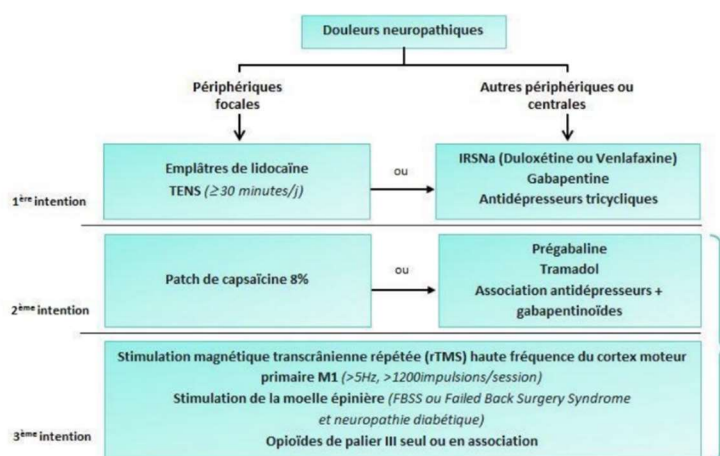 Douleurs neuropathiques
Périphériques
focales
Autres périphériques ou
centrales
1ère intention
Emplâtres de lidocaïne
TENS (≥30 minutes/j)
ou
IRSNa (Duloxétine ou Venlafaxine)
Gabapentine
Antidépresseurs tricycliques
2ème intention
Patch de capsaïcine 8%
ou
Prégabaline
Tramadol
Association antidépresseurs +
gabapentinoïdes
3ème intention
Stimulation magnétique transcrânienne répétée (rTMS) haute fréquence du cortex moteur
primaire M1 (>5Hz, >1200impulsions/session)
Stimulation de la moelle épinière (FBSS ou Failed Back Surgery Syndrome
et neuropathie diabétique)
Opioïdes de palier III seul ou en association